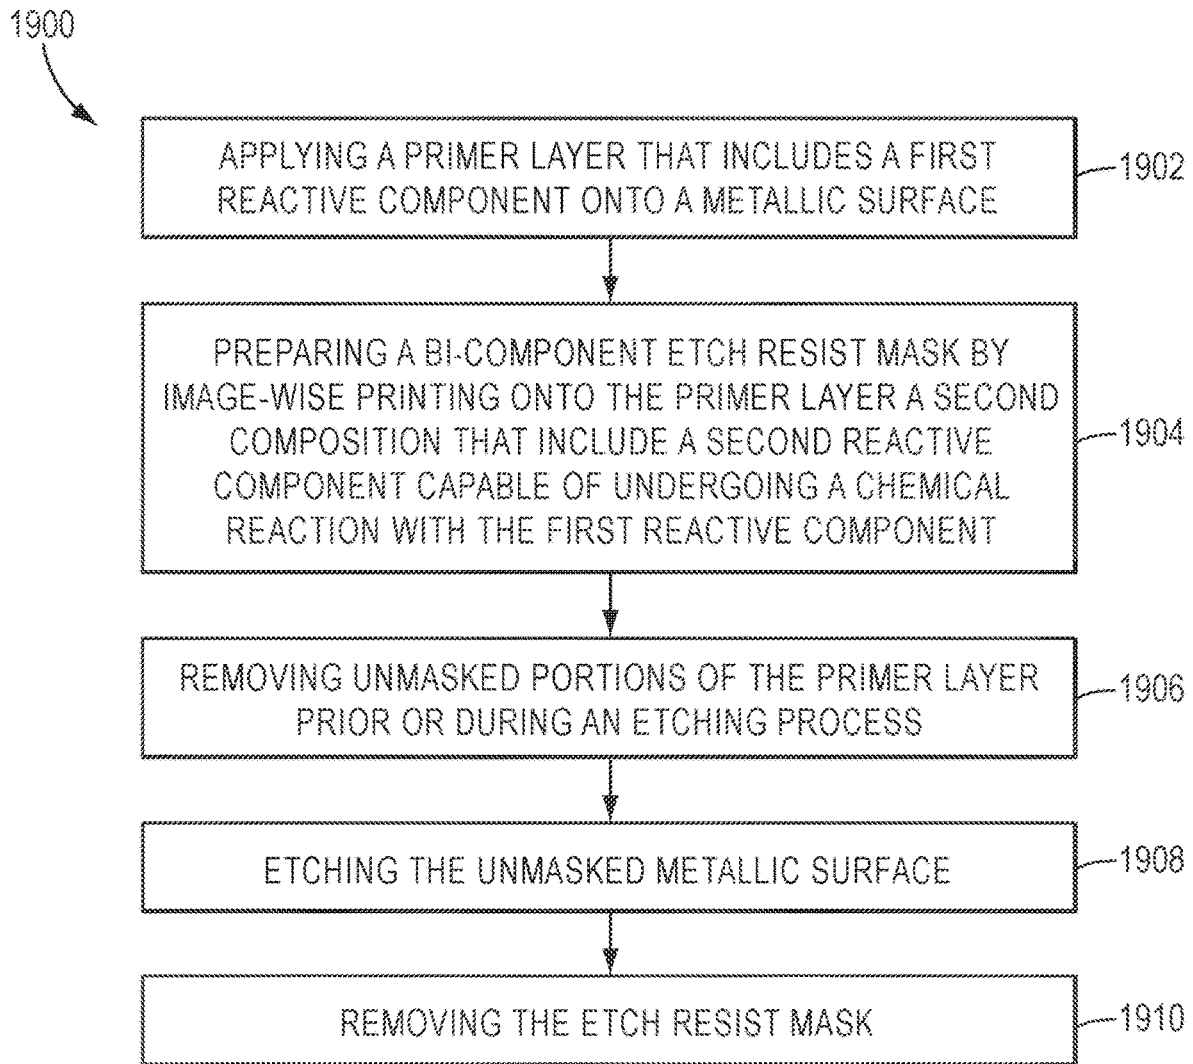 1900
APPLYING A PRIMER LAYER THAT INCLUDES A FIRST
REACTIVE COMPONENT ONTO A METALLIC SURFACE
1902
PREPARING A BI-COMPONENT ETCH RESIST MASK BY
IMAGE-WISE PRINTING ONTO THE PRIMER LAYER A SECOND
COMPOSITION THAT INCLUDE A SECOND REACTIVE
COMPONENT CAPABLE OF UNDERGOING A CHEMICAL
REACTION WITH THE FIRST REACTIVE COMPONENT
1904
REMOVING UNMASKED PORTIONS OF THE PRIMER LAYER
PRIOR OR DURING AN ETCHING PROCESS
1906
ETCHING THE UNMASKED METALLIC SURFACE
1908
REMOVING THE ETCH RESIST MASK
1910